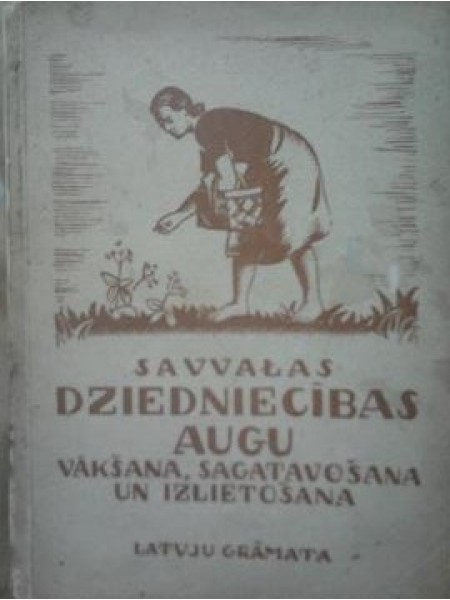 SAVVAĻAS
DZIEDNIECĪBAS
AUGU
VĀKŠANA, SAGATAVOŠANA
UN IZLIETOŠANA
LATVJU GRĀMATA